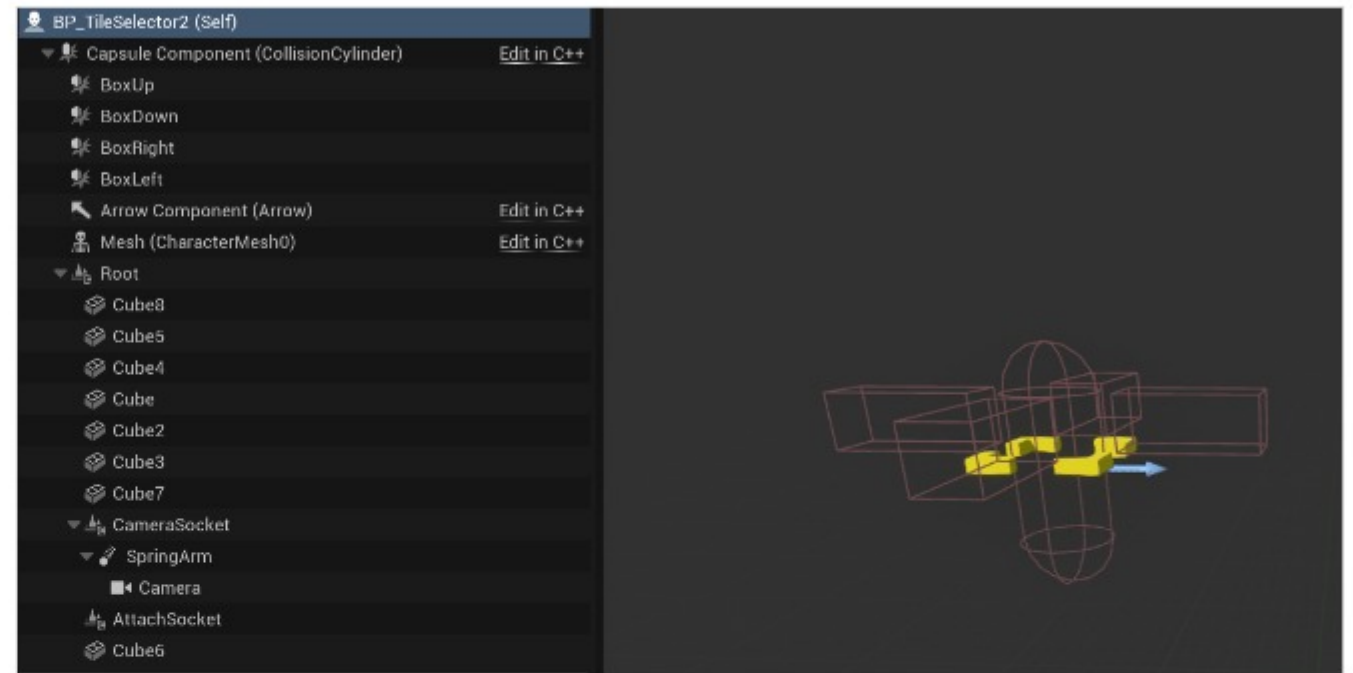 BP_TileSelector2 (Self)
Capsule Component (CollisionCylinder) Edit in C++
BoxUp
BoxDown
BoxRight
BoxLeft
Arrow Component (Arrow) Edit in C++
Mesh (CharacterMesh0) Edit in C++
Root
Cube8
Cube5
Cube4
Cube
Cube2
Cube3
Cube7
CameraSocket
SpringArm
Camera
AttachSocket
Cube6